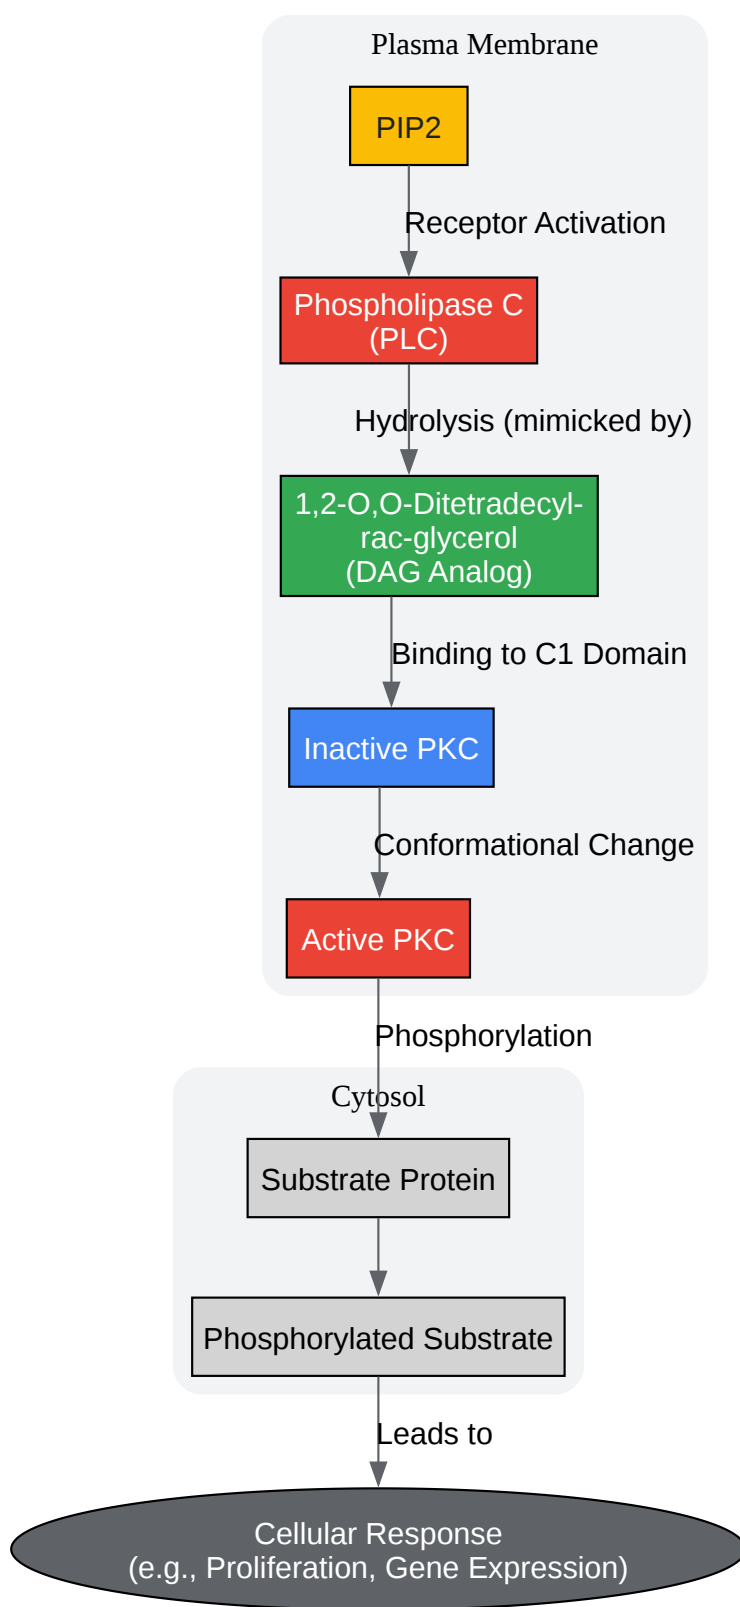 Plasma Membrane
PIP2
Receptor Activation
Phospholipase C
(PLC)
Hydrolysis (mimicked by)
1,2-O,O-Ditetradecyl-
rac-glycerol
(DAG Analog)
Binding to C1 Domain
Inactive PKC
Conformational Change
Active PKC
Phosphorylation
Cytosol
Substrate Protein
Phosphorylated Substrate
Leads to
Cellular Response
(e.g., Proliferation, Gene Expression)